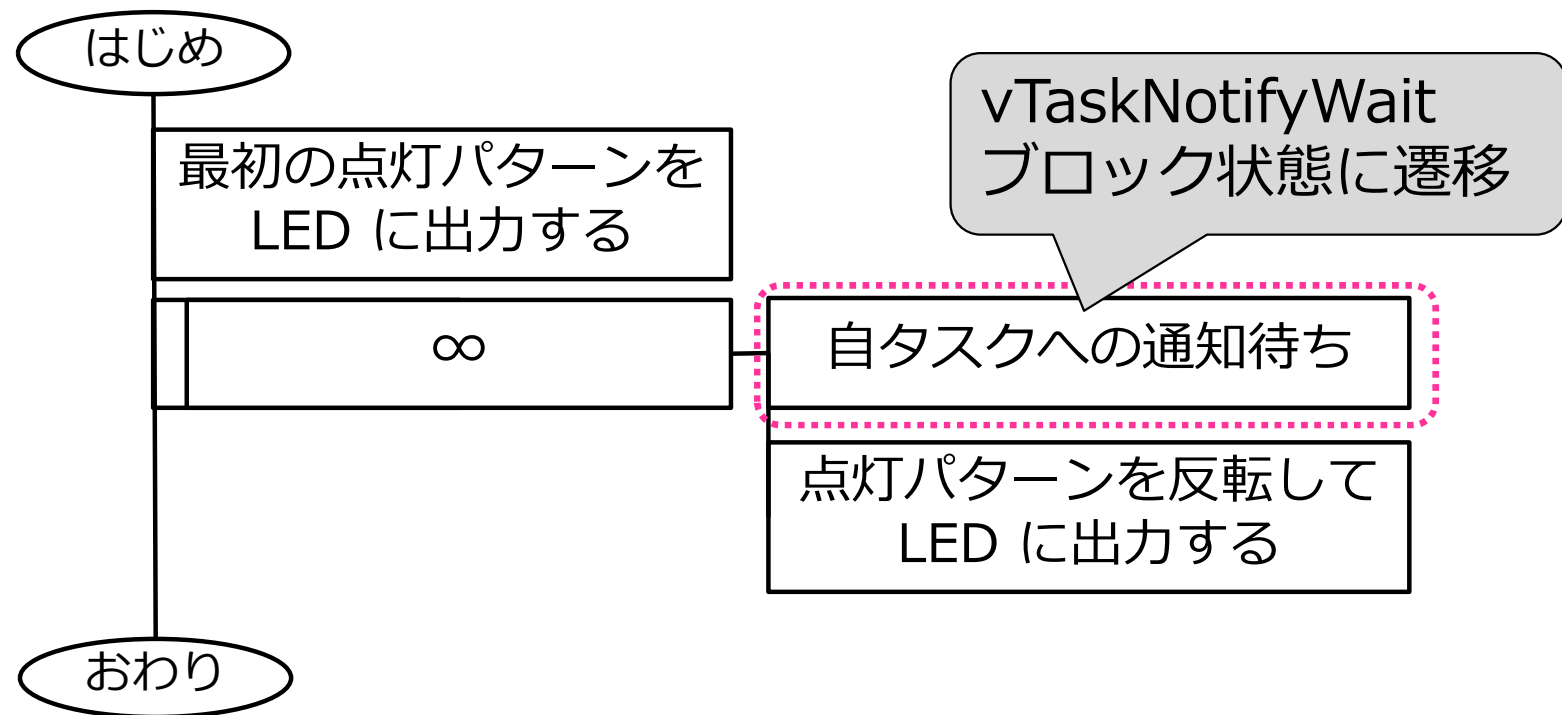 はじめ
vTaskNotifyWait
ブロック状態に遷移
最初の点灯パターンを
LED に出力する
∞
自タスクへの通知待ち
点灯パターンを反転して
LED に出力する
おわり